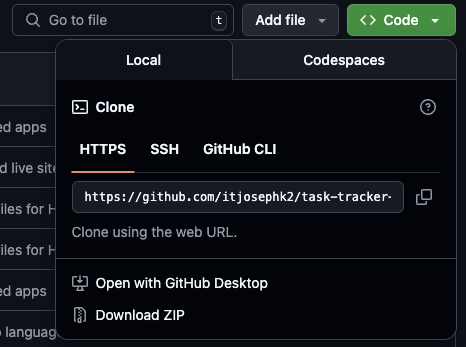 Go to file
t
Add file
<> Code
Local
Codespaces
Clone
HTTPS
SSH
GitHub CLI
https://github.com/itjosephk2/task-tracker-
Clone using the web URL.
Open with GitHub Desktop
Download ZIP
ed apps
d live site
iles for H
iles for H
ed apps
languag